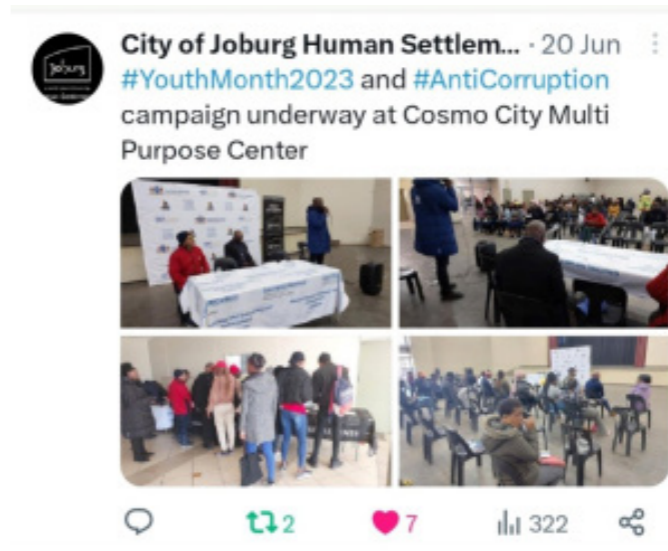 Joburg
City of Joburg Human Settlem... · 20 Jun
#YouthMonth2023 and #AntiCorruption
campaign underway at Cosmo City Multi
Purpose Center
2 7 322